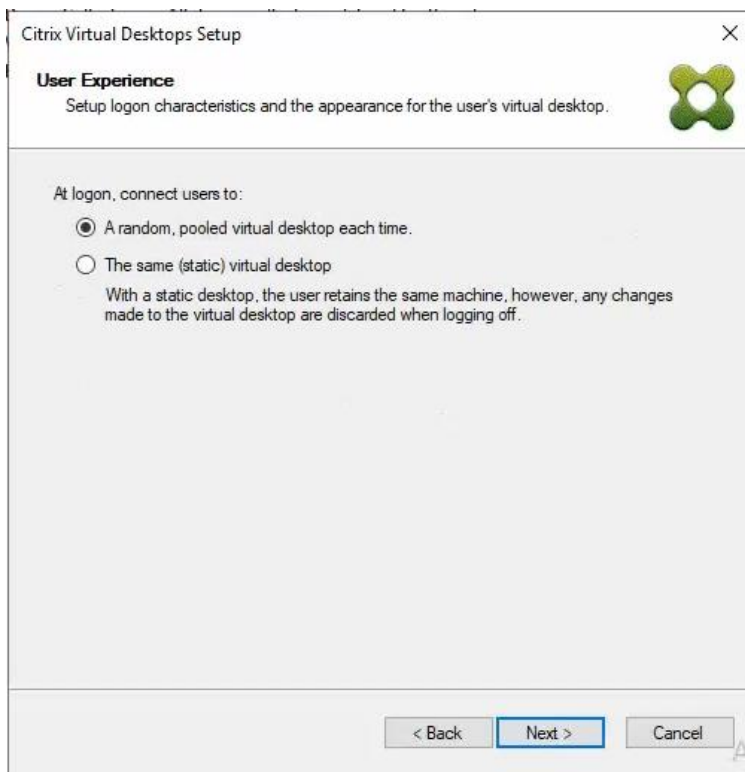 Citrix Virtual Desktops Setup
User Experience
Setup logon characteristics and the appearance for the user's virtual desktop.
At logon, connect users to:
A random, pooled virtual desktop each time.
The same (static) virtual desktop
With a static desktop, the user retains the same machine, however, any changes
made to the virtual desktop are discarded when logging off.
< Back
Next >
Cancel